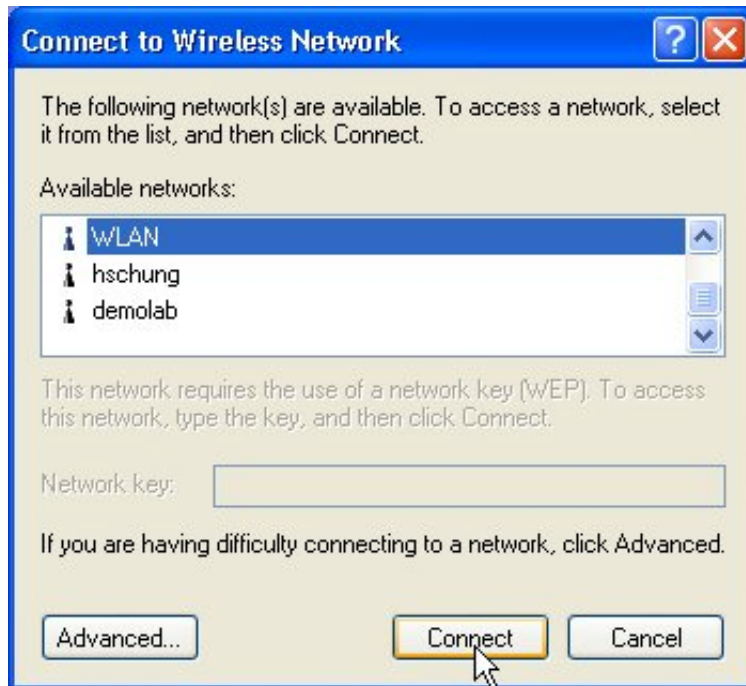 Connect to Wireless Network
The following network(s) are available. To access a network, select
it from the list, and then click Connect.
Available networks:
WLAN
hschung
demolab
This network requires the use of a network key (WEP). To access
this network, type the key, and then click Connect.
Network key:
If you are having difficulty connecting to a network, click Advanced.
Advanced... Connect Cancel